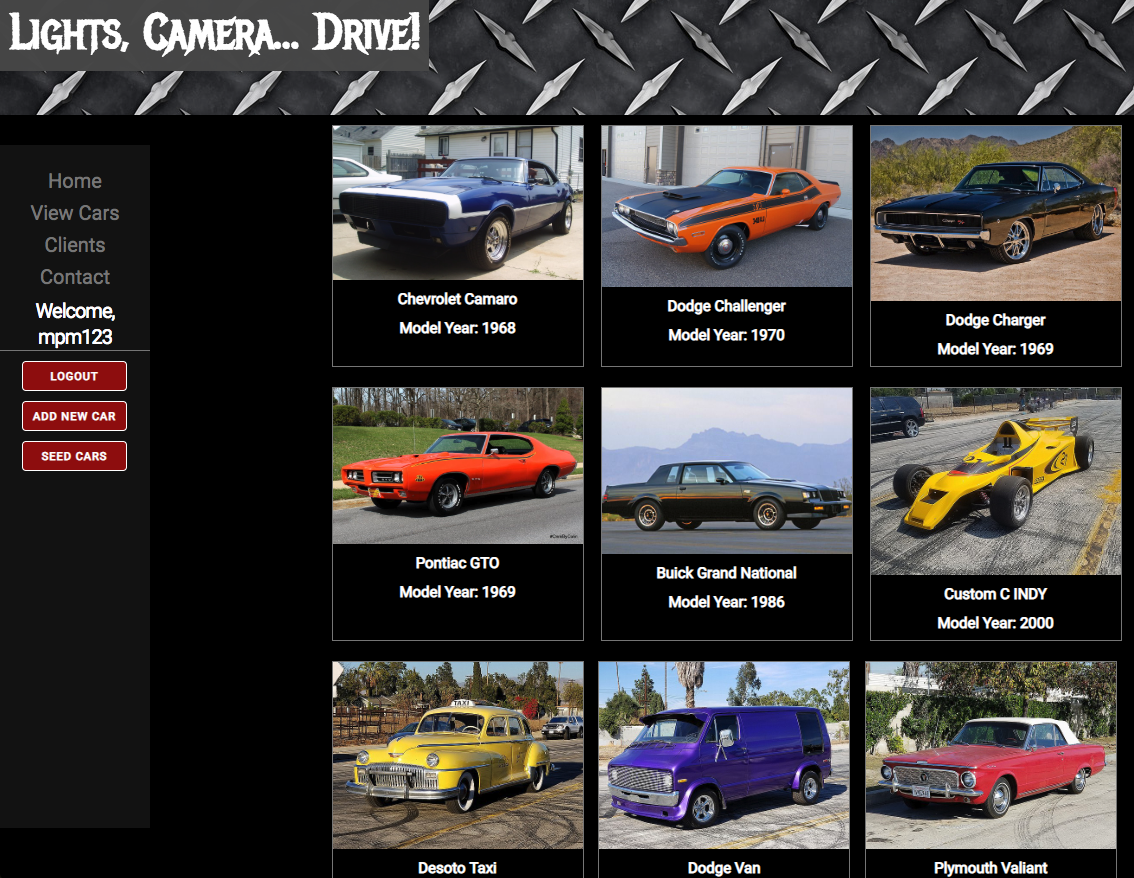 Lights, Camera... Drive!
Home
View Cars
Clients
Contact
Welcome,
mpm123
LOGOUT
ADD NEW CAR
SEED CARS
Chevrolet Camaro
Model Year: 1968
Dodge Challenger
Model Year: 1970
Dodge Charger
Model Year: 1969
Pontiac GTO
Model Year: 1969
Buick Grand National
Model Year: 1986
Custom C INDY
Model Year: 2000
TAXI
Desoto Taxi
Dodge Van
Plymouth Valiant